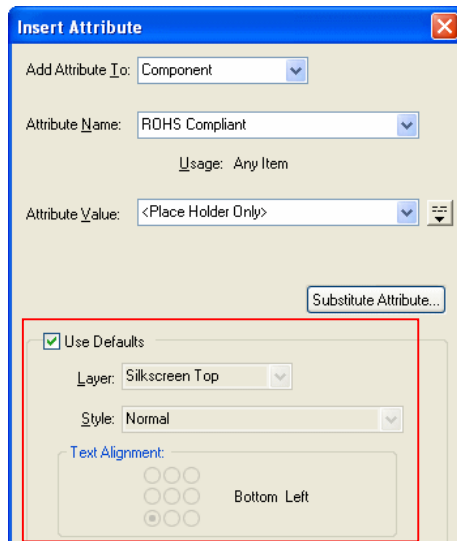 Insert Attribute
Add Attribute To: Component
Attribute Name: ROHS Compliant
Usage: Any Item
Attribute Value: <Place Holder Only>
Substitute Attribute...
Use Defaults
Layer: Silkscreen Top
Style: Normal
Text Alignment:
Bottom Left